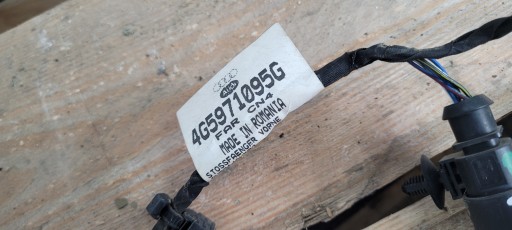 4G5971095G
FAR CN4
MADE IN ROMANIA
STOSSFAENGER VORNE